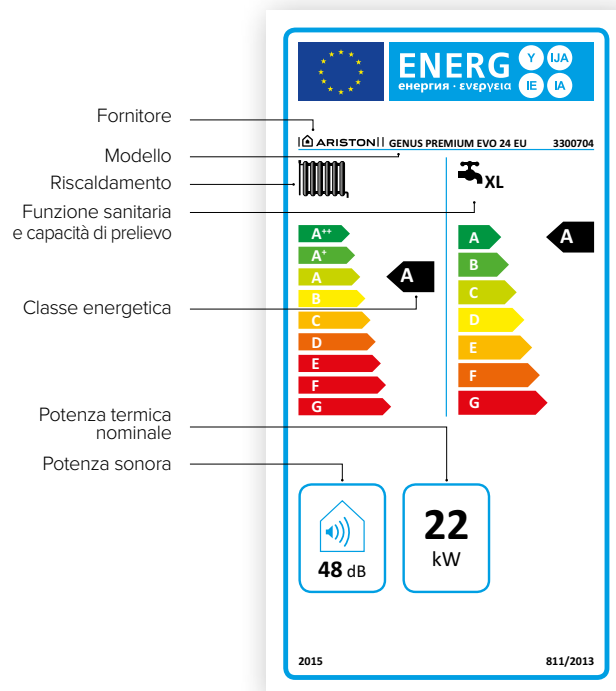 ENERG
енергия · ενεργεια
Y IJA
IE IA
Fornitore
ARISTON GENUS PREMIUM EVO 24 EU 3300704
Modello
Riscaldamento
XL
Funzione sanitaria
e capacità di prelievo
A++
A+
A
B
C
D
E
F
G
A
A
B
C
D
E
F
G
A
Classe energetica
Potenza termica
nominale
Potenza sonora
48 dB
22
kW
2015 811/2013